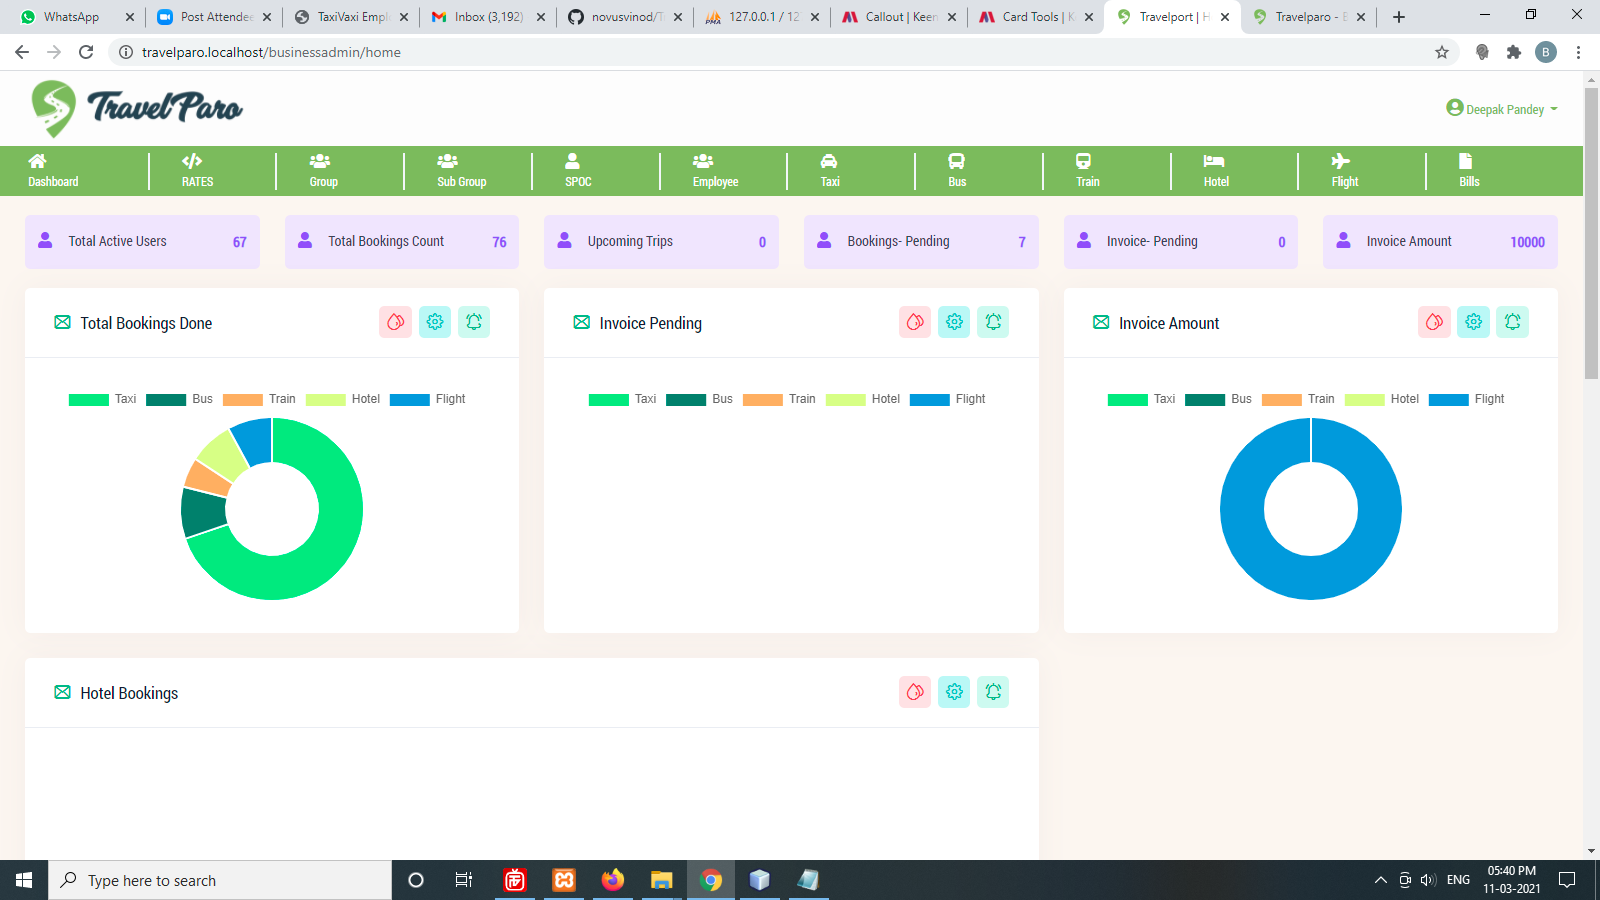 WhatsApp
Post Attende
TaxiVaxi Empl
Inbox (3,192)
novusvinod/T
127.0.0.1 / 12
Callout | Keen
Card Tools | K
Travelport | H
Travelparo -
travelparo.localhost/businessadmin/home
B
TravelParo
Deepak Pandey
Dashboard
RATES
Group
Sub Group
SPOC
Employee
Taxi
Bus
Train
Hotel
Flight
Bills
Total Active Users 67
Total Bookings Count 76
Upcoming Trips 0
Bookings- Pending 7
Invoice- Pending 0
Invoice Amount 10000
Total Bookings Done
Invoice Pending
Invoice Amount
Taxi Bus Train Hotel Flight
Taxi Bus Train Hotel Flight
Taxi Bus Train Hotel Flight
Hotel Bookings
Type here to search
ENG
05:40 PM
11-03-2021